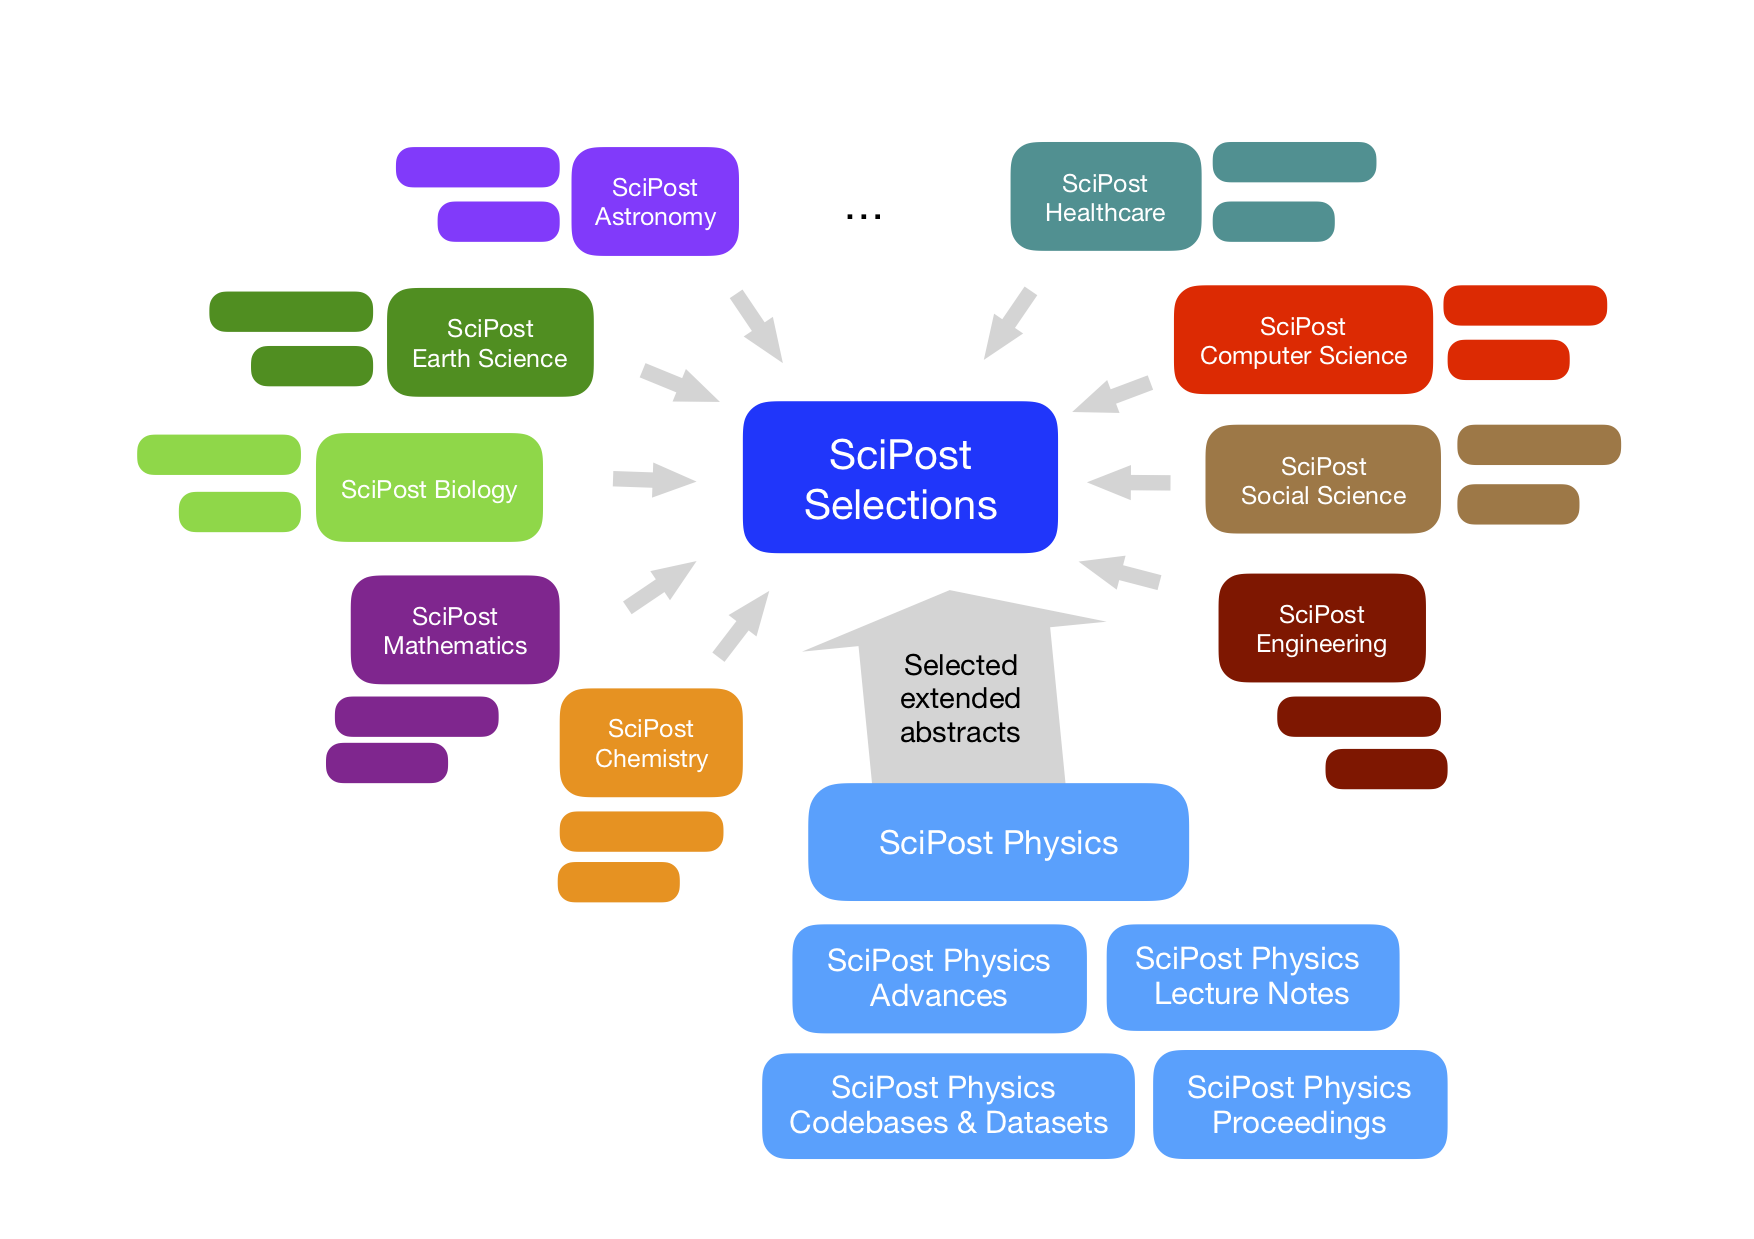 SciPost
Astronomy
...
SciPost
Healthcare
SciPost
Earth Science
SciPost
Computer Science
SciPost
Selections
SciPost Biology
SciPost
Social Science
SciPost
Mathematics
SciPost
Engineering
Selected
extended
abstracts
SciPost
Chemistry
SciPost Physics
SciPost Physics
Advances
SciPost Physics
Lecture Notes
SciPost Physics
Codebases & Datasets
SciPost Physics
Proceedings